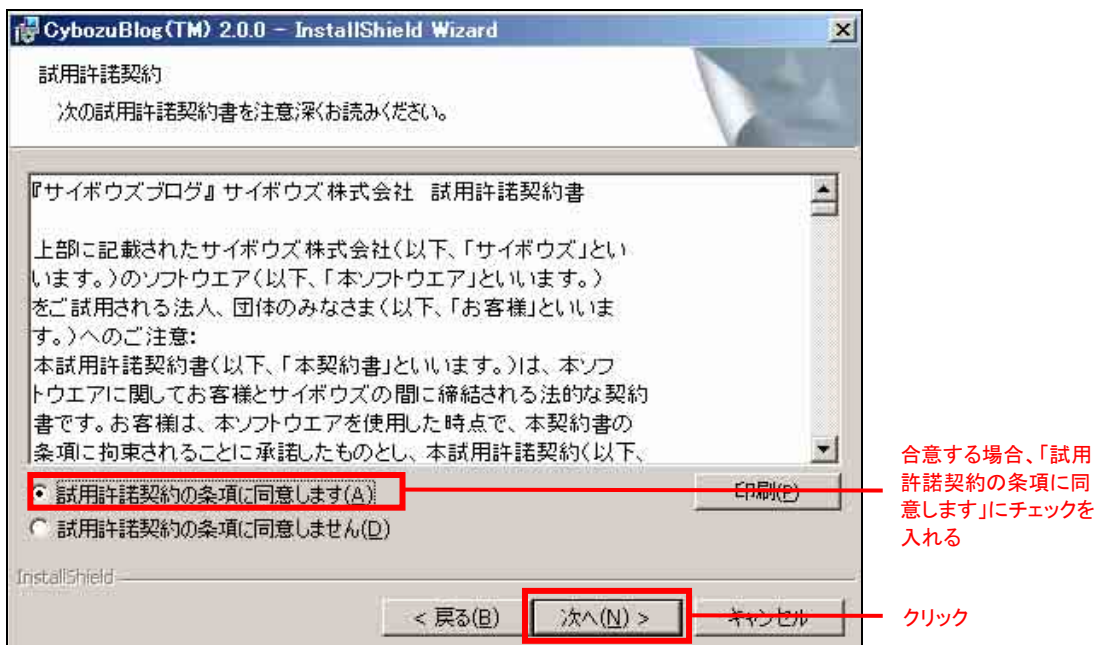 CybozuBlog(TM) 2.0.0 - InstallShield Wizard
試用許諾契約
次の試用許諾契約書を注意深くお読みください。
『サイボウズブログ』 サイボウズ株式会社　試用許諾契約書
上部に記載されたサイボウズ株式会社(以下、「サイボウズ」とい
います。)のソフトウエア(以下、「本ソフトウエア」といいます。)
をご試用される法人、団体のみなさま(以下、「お客様」といいま
す。)へのご注意:
本試用許諾契約書(以下、「本契約書」といいます。)は、本ソフ
トウエアに関してお客様とサイボウズの間に締結される法的な契約
書です。お客様は、本ソフトウエアを使用した時点で、本契約書の
条項に拘束されることに承諾したものとし、本試用許諾契約(以下、
試用許諾契約の条項に同意します(A)
印刷(P)
試用許諾契約の条項に同意しません(D)
InstallShield
< 戻る(B)
次へ(N) >
キャンセル
合意する場合、「試用
許諾契約の条項に同
意します」にチェックを
入れる
クリック